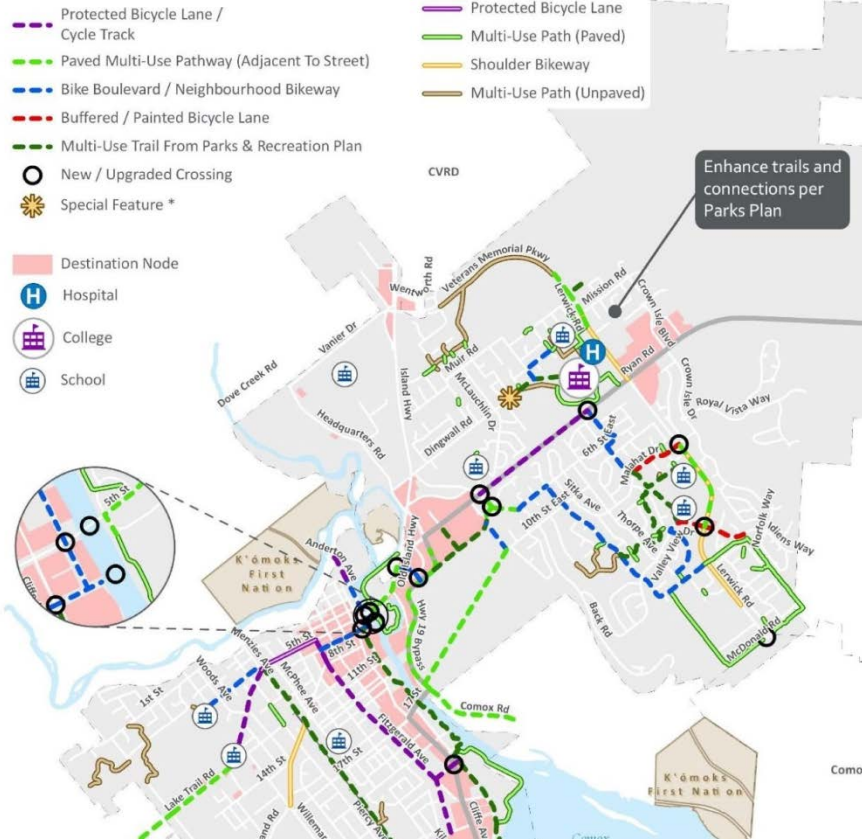 Protected Bicycle Lane /
Cycle Track
Paved Multi-Use Pathway (Adjacent To Street)
Bike Boulevard / Neighbourhood Bikeway
Buffered / Painted Bicycle Lane
Multi-Use Trail From Parks & Recreation Plan
New / Upgraded Crossing
Special Feature *
Destination Node
H
Hospital
College
School
Protected Bicycle Lane
Multi-Use Path (Paved)
Shoulder Bikeway
Multi-Use Path (Unpaved)
CVRD
Enhance trails and
connections per
Parks Plan
Wentworth Rd
Veterans Memorial Pkwy
Lerwick Rd
Mission Rd
Crown Isle Blvd
Vanier Dr
Dove Creek Rd
Island Hwy
Muir Rd
H
Ryan Rd
McLauchlin Dr
Crown Isle Dr
Royal Vista Way
Headquarters Rd
Dingwall Rd
6th St East
Malahat Dr
Sitka Ave
10th St East
Thorpe Ave
Valley View Dr
Norfolk Way
Idiens Way
Lerwick Rd
McDonald Rd
Back Rd
5th St
Cliffe
K'ómoks
First
Nation
Anderton Ave
Old Island Hwy
Hwy 19 Bypass
5th St
8th St
11th St
17th St
Comox Rd
Menzies Ave
Woods Ave
1st St
McPhee Ave
Fitzgerald Ave
14th St
17th St
Lake Trail Rd
Piercy Ave
Cliffe Av
K'ómoks
First Nation
Como
Comox